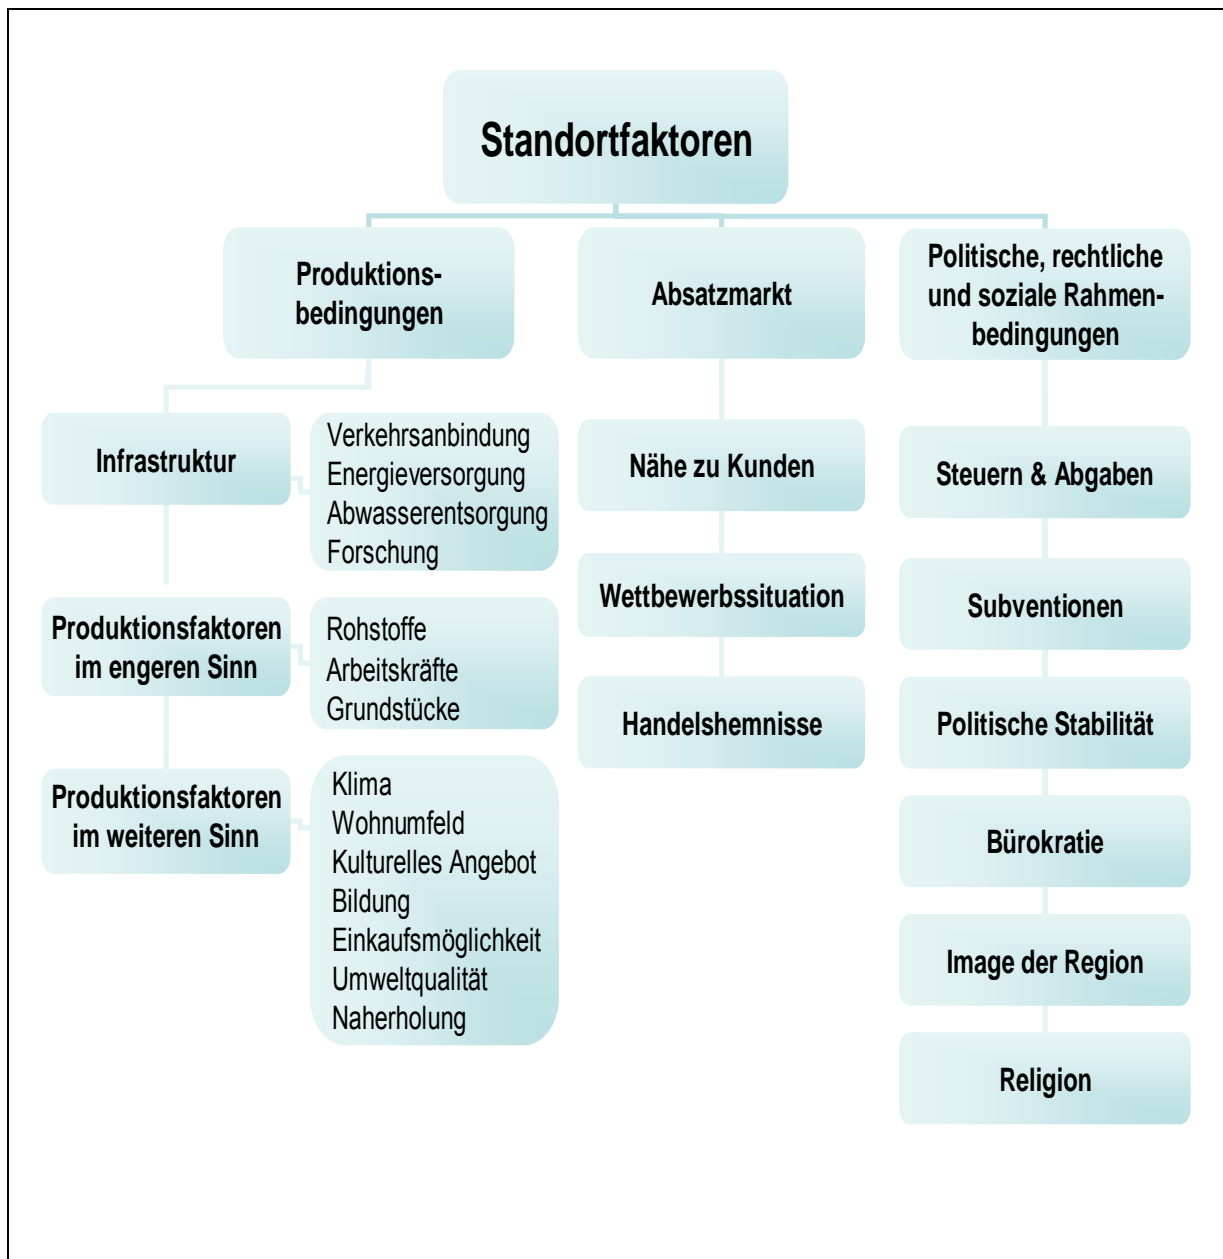 Standortfaktoren
Produktions-
bedingungen
Infrastruktur
Verkehrsanbindung
Energieversorgung
Abwasserentsorgung
Forschung
Produktionsfaktoren
im engeren Sinn
Rohstoffe
Arbeitskräfte
Grundstücke
Produktionsfaktoren
im weiteren Sinn
Klima
Wohnumfeld
Kulturelles Angebot
Bildung
Einkaufsmöglichkeit
Umweltqualität
Naherholung
Absatzmarkt
Nähe zu Kunden
Wettbewerbssituation
Handelshemnisse
Politische, rechtliche
und soziale Rahmen-
bedingungen
Steuern & Abgaben
Subventionen
Politische Stabilität
Bürokratie
Image der Region
Religion